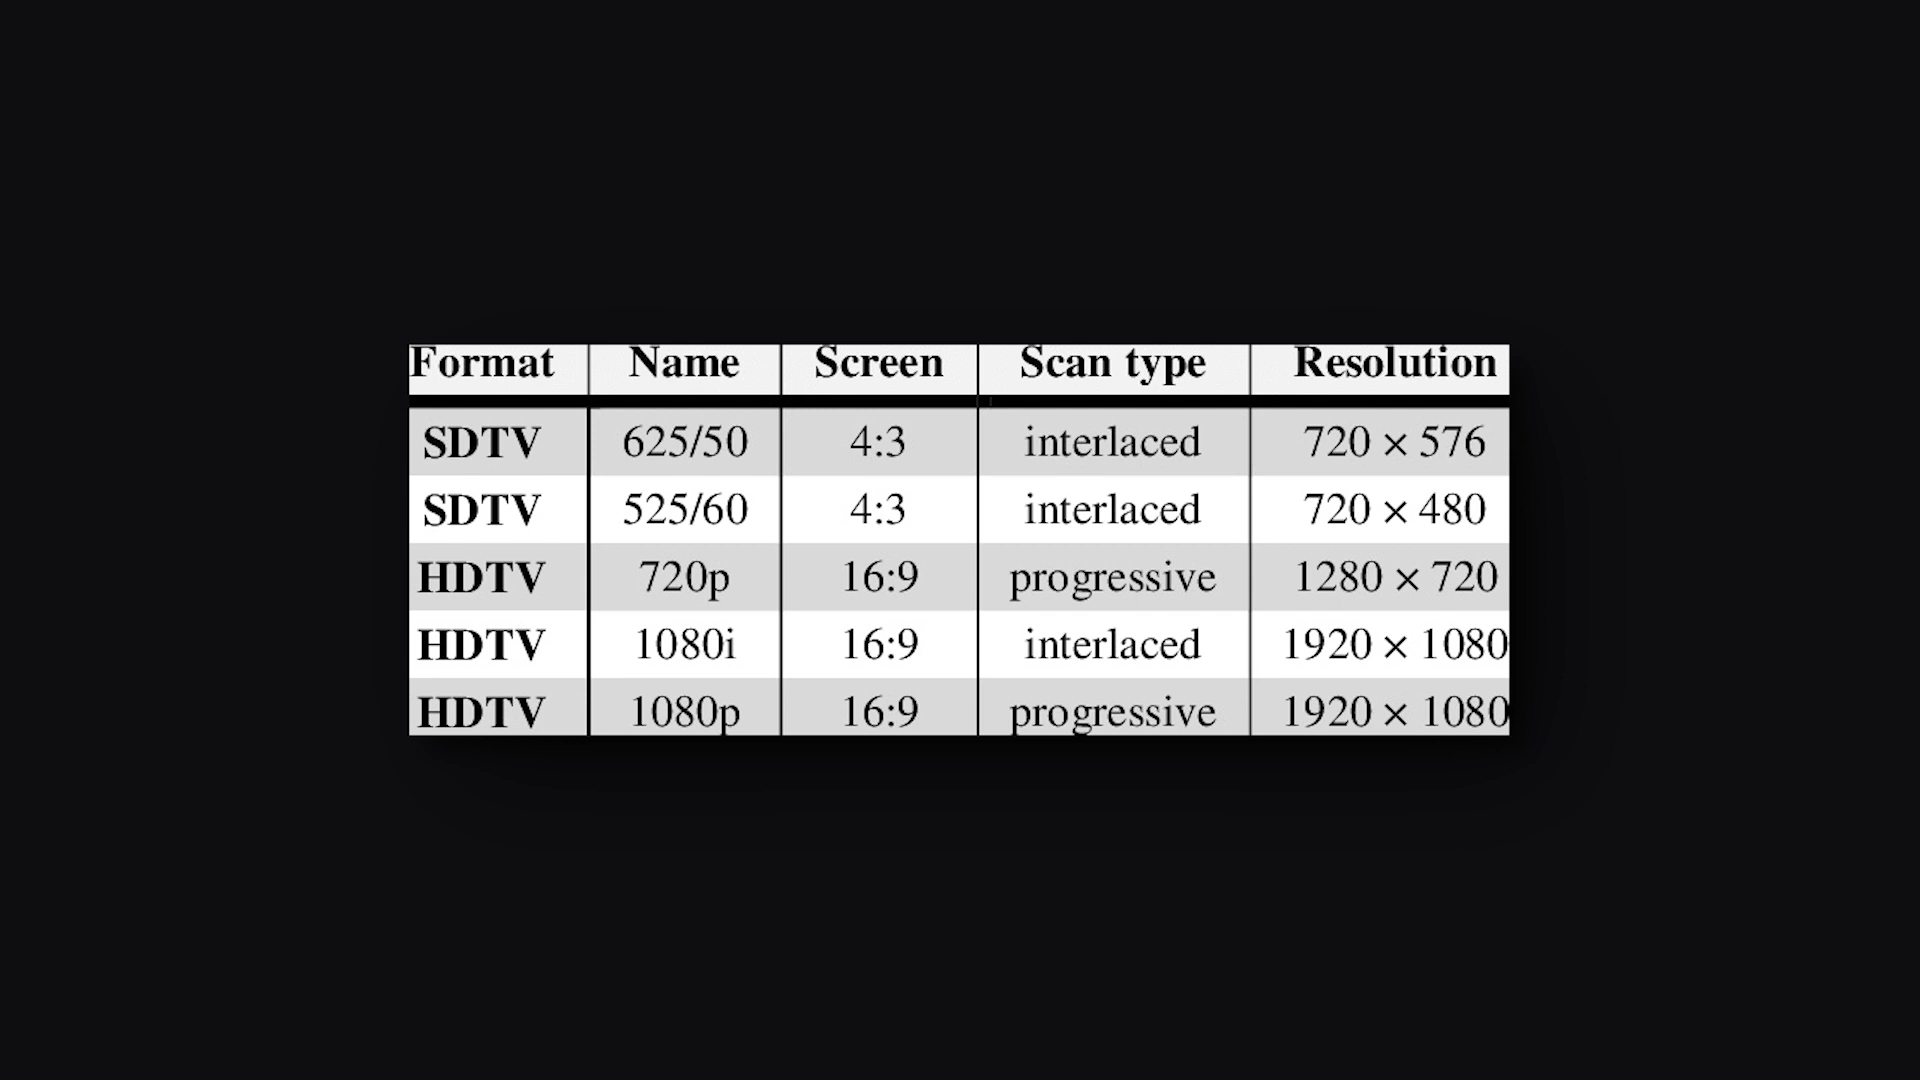 Format Name Screen Scan type Resolution
SDTV 625/50 4:3 interlaced 720 × 576
SDTV 525/60 4:3 interlaced 720 × 480
HDTV 720p 16:9 progressive 1280 × 720
HDTV 1080i 16:9 interlaced 1920 × 1080
HDTV 1080p 16:9 progressive 1920 × 1080